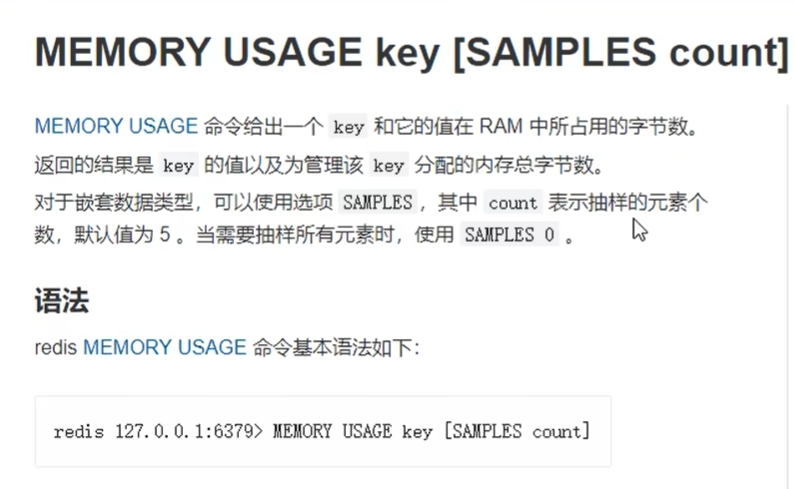 MEMORY USAGE key [SAMPLES count]
MEMORY USAGE 命令给出一个 key 和它的值在 RAM 中所占用的字节数。
返回的结果是 key 的值以及为管理该 key 分配的内存总字节数。
对于嵌套数据类型，可以使用选项 SAMPLES，其中 count 表示抽样的元素个
数，默认值为 5 。当需要抽样所有元素时，使用 SAMPLES 0 。
语法
redis MEMORY USAGE 命令基本语法如下：
redis 127.0.0.1:6379> MEMORY USAGE key [SAMPLES count]